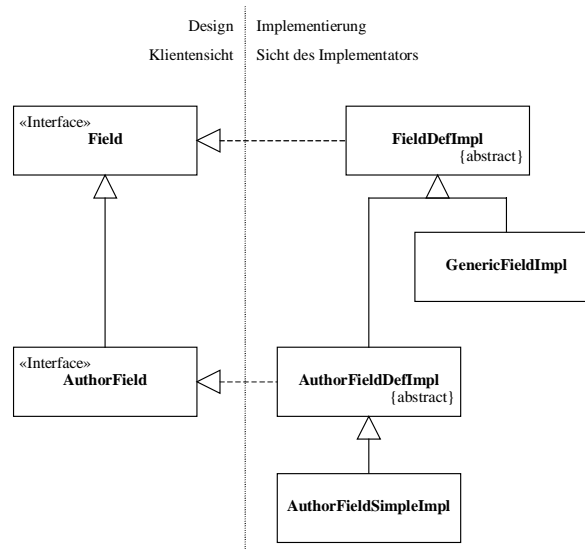 Design
Implementierung
Klientensicht
Sicht des Implementators
«Interface»
Field
FieldDefImpl
{abstract}
GenericFieldImpl
«Interface»
AuthorField
AuthorFieldDefImpl
{abstract}
AuthorFieldSimpleImpl